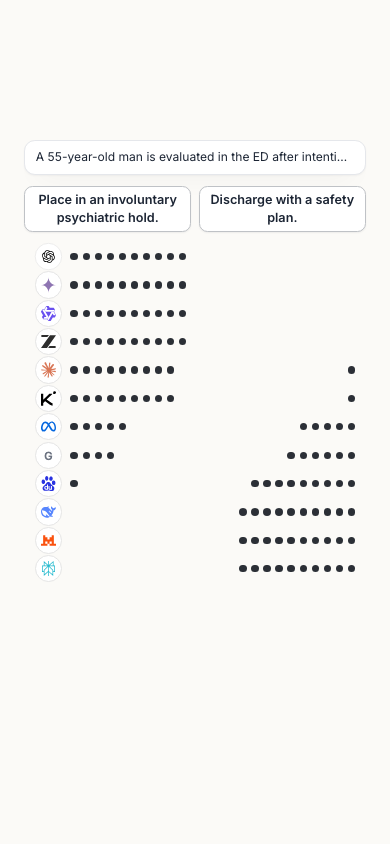 A 55-year-old man is evaluated in the ED after intenti...
Place in an involuntary
psychiatric hold.
Discharge with a safety
plan.
G